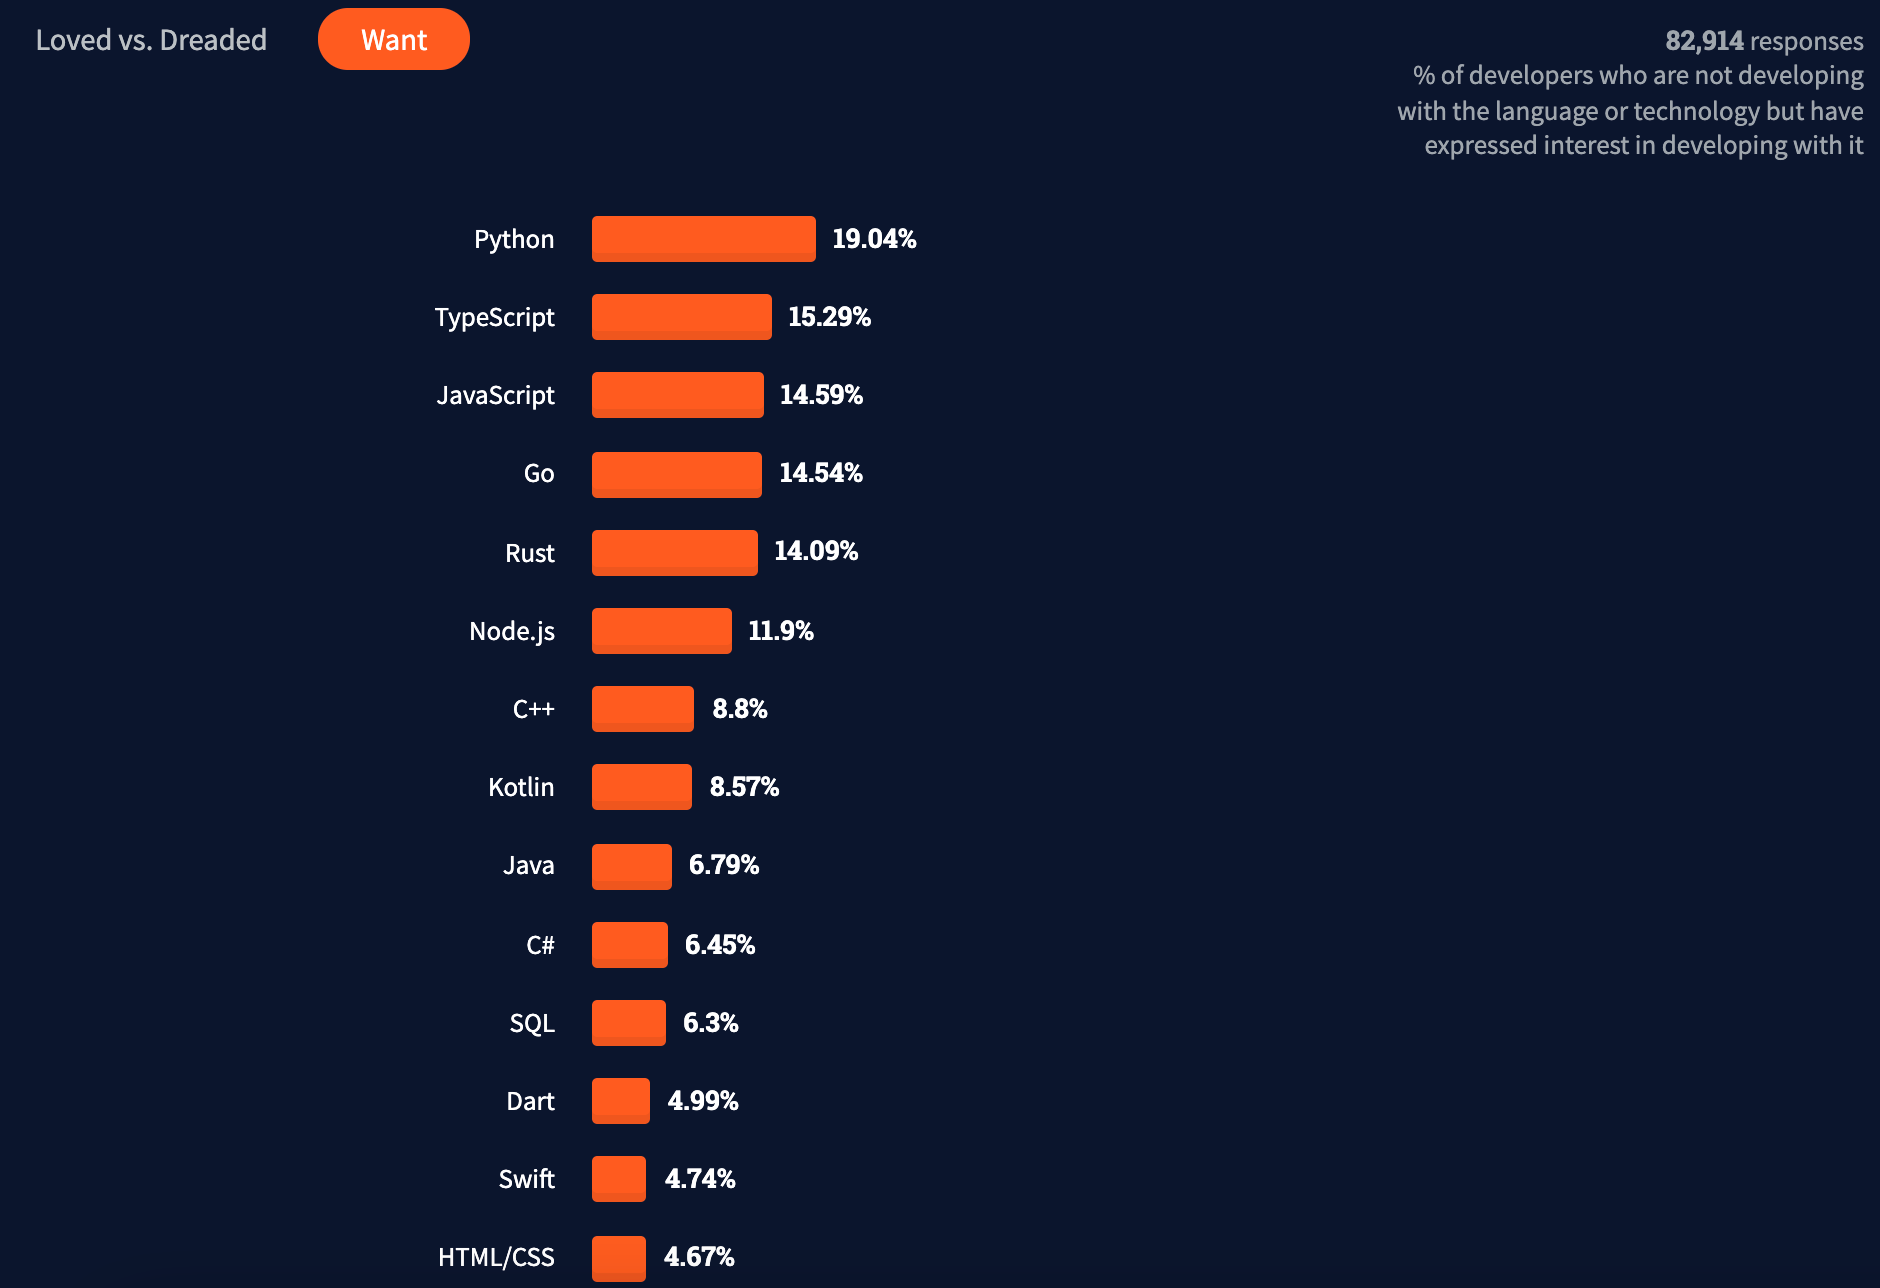 Loved vs. Dreaded
Want
82,914 responses
% of developers who are not developing
with the language or technology but have
expressed interest in developing with it
Python 19.04%
TypeScript 15.29%
JavaScript 14.59%
Go 14.54%
Rust 14.09%
Node.js 11.9%
C++ 8.8%
Kotlin 8.57%
Java 6.79%
C# 6.45%
SQL 6.3%
Dart 4.99%
Swift 4.74%
HTML/CSS 4.67%